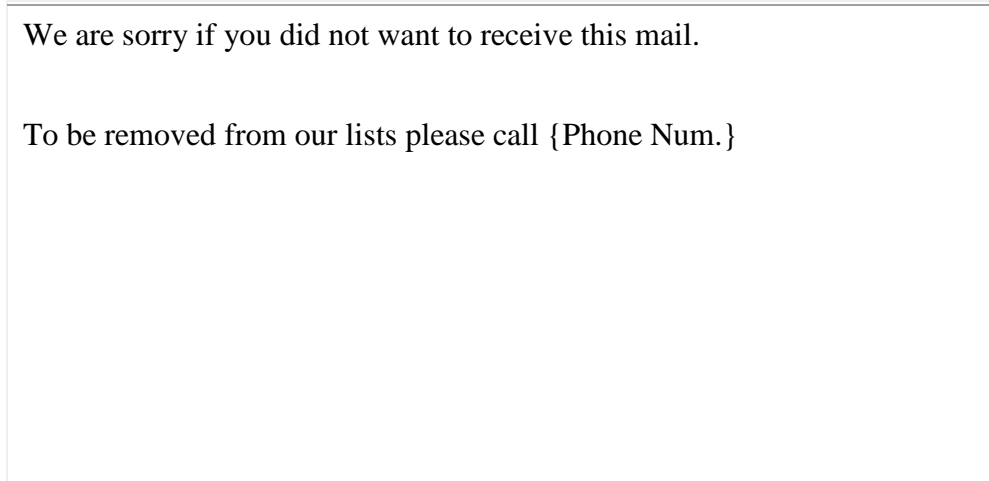 We are sorry if you did not want to receive this mail.
To be removed from our lists please call {Phone Num.}